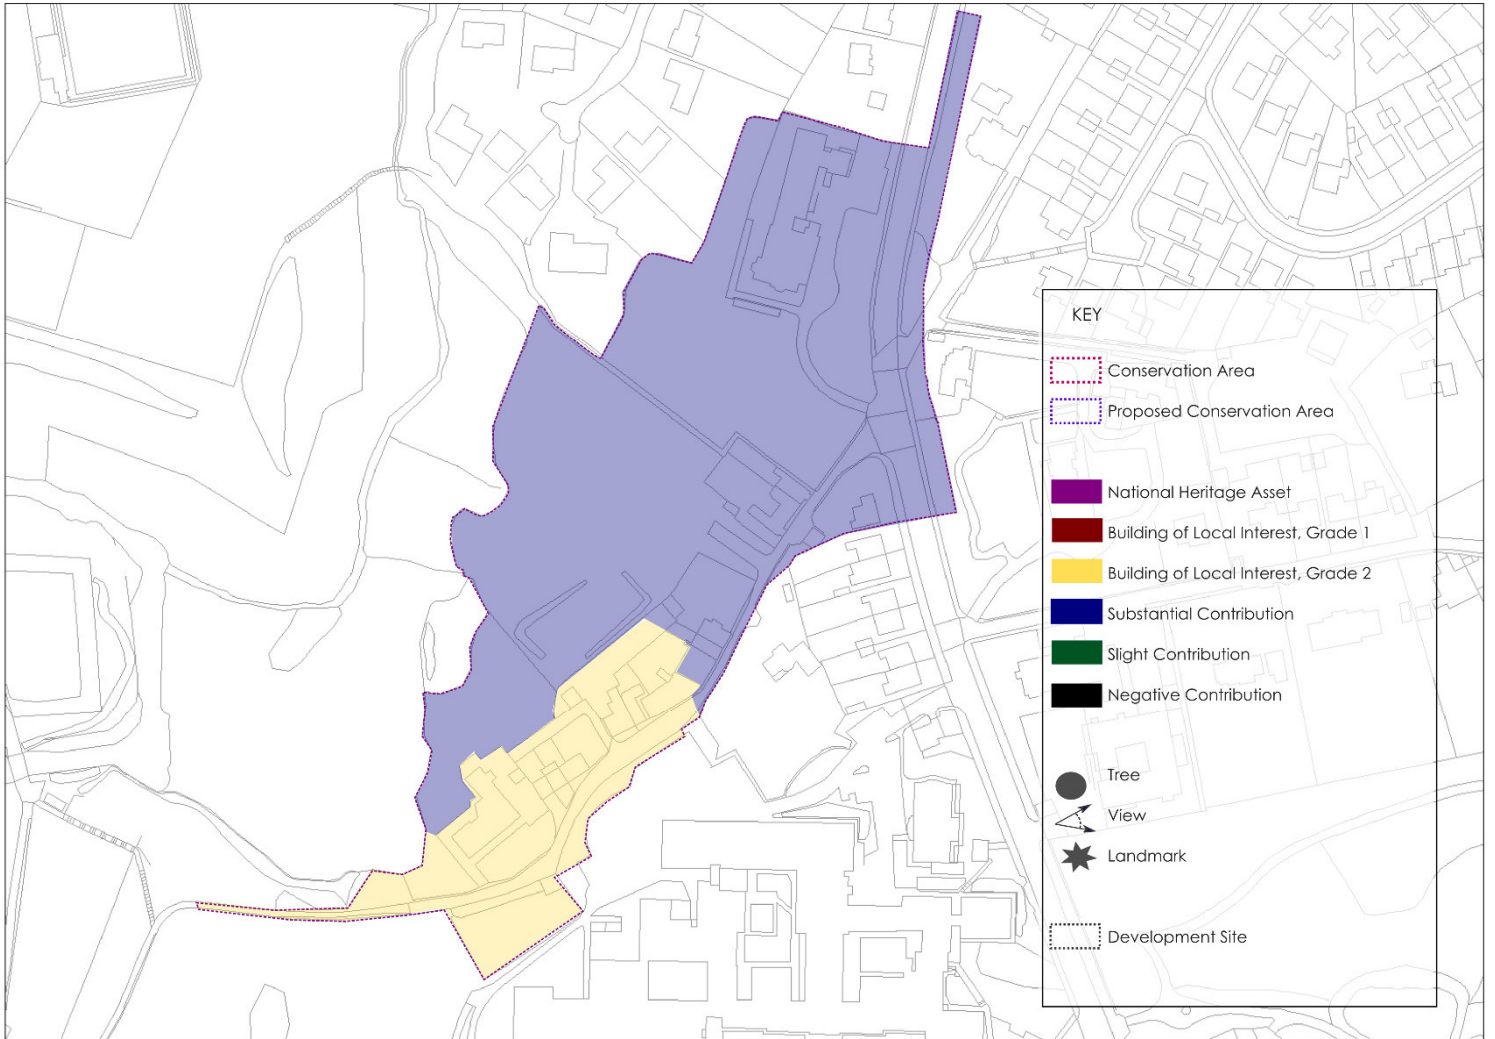 KEY
Conservation Area
Proposed Conservation Area
National Heritage Asset
Building of Local Interest, Grade 1
Building of Local Interest, Grade 2
Substantial Contribution
Slight Contribution
Negative Contribution
Tree
View
Landmark
Development Site